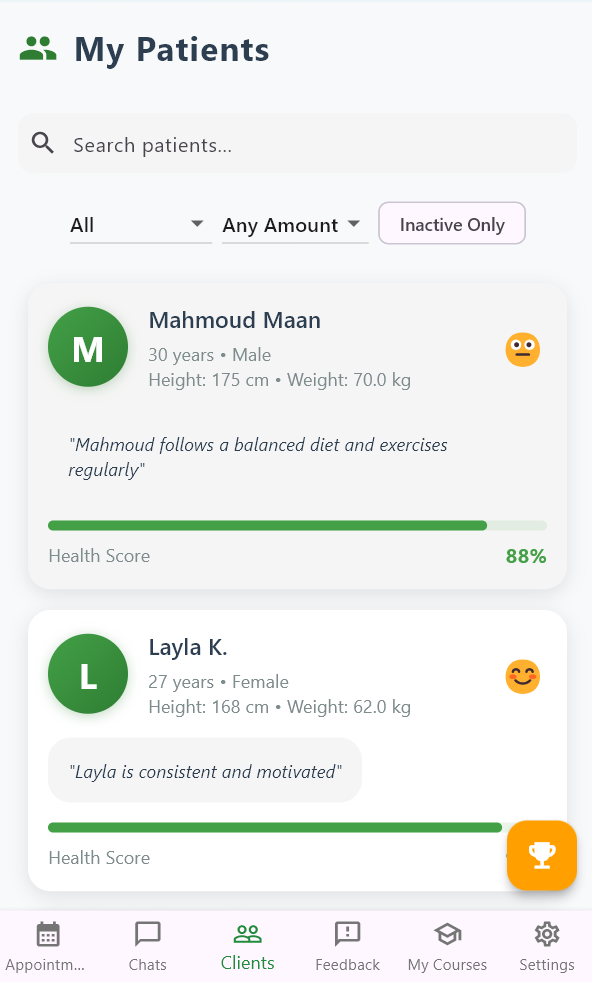 My Patients
Search patients...
All
Any Amount
Inactive Only
M
Mahmoud Maan
30 years • Male
Height: 175 cm • Weight: 70.0 kg
"Mahmoud follows a balanced diet and exercises
regularly"
Health Score
88%
L
Layla K.
27 years • Female
Height: 168 cm • Weight: 62.0 kg
"Layla is consistent and motivated"
Health Score
Appointm...
Chats
Clients
Feedback
My Courses
Settings